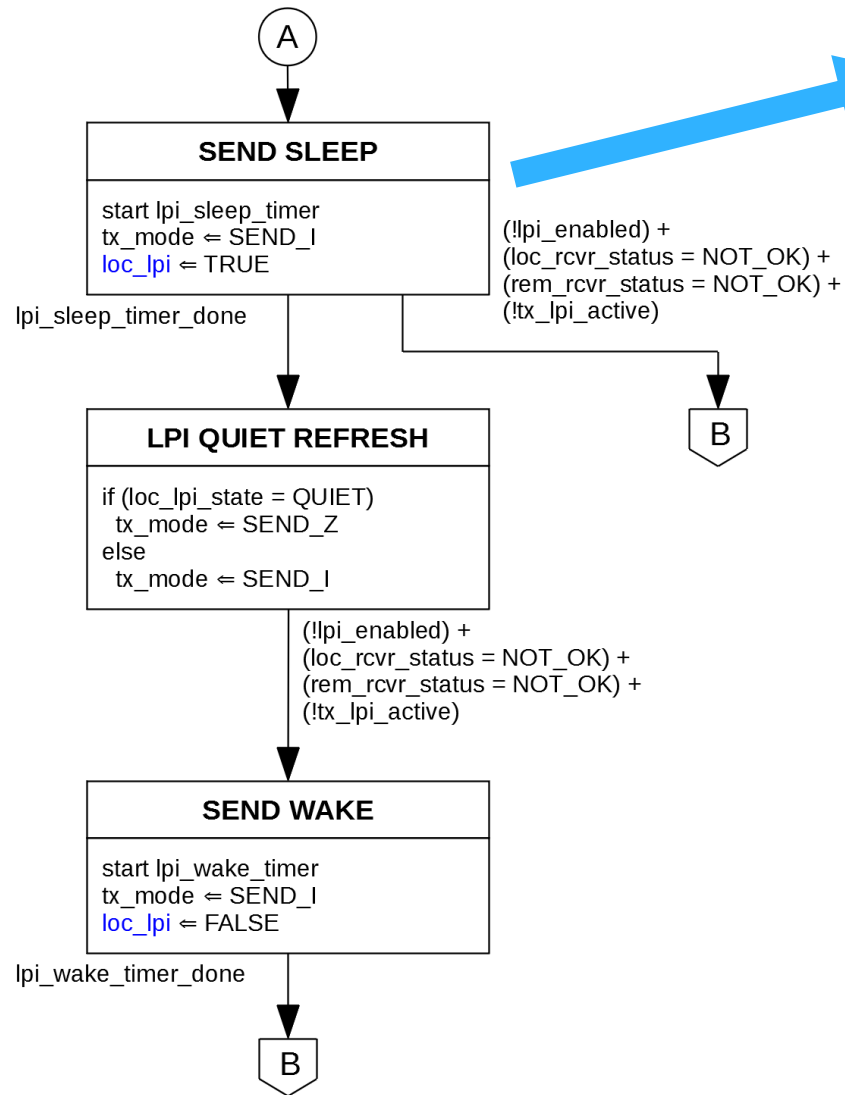 A
SEND SLEEP
start lpi_sleep_timer
tx_mode ⇐ SEND_I
loc_lpi ⇐ TRUE
lpi_sleep_timer_done
(!lpi_enabled) +
(loc_rcvr_status = NOT_OK) +
(rem_rcvr_status = NOT_OK) +
(!tx_lpi_active)
B
LPI QUIET REFRESH
if (loc_lpi_state = QUIET)
tx_mode ⇐ SEND_Z
else
tx_mode ⇐ SEND_I
(!lpi_enabled) +
(loc_rcvr_status = NOT_OK) +
(rem_rcvr_status = NOT_OK) +
(!tx_lpi_active)
SEND WAKE
start lpi_wake_timer
tx_mode ⇐ SEND_I
loc_lpi ⇐ FALSE
lpi_wake_timer_done
B